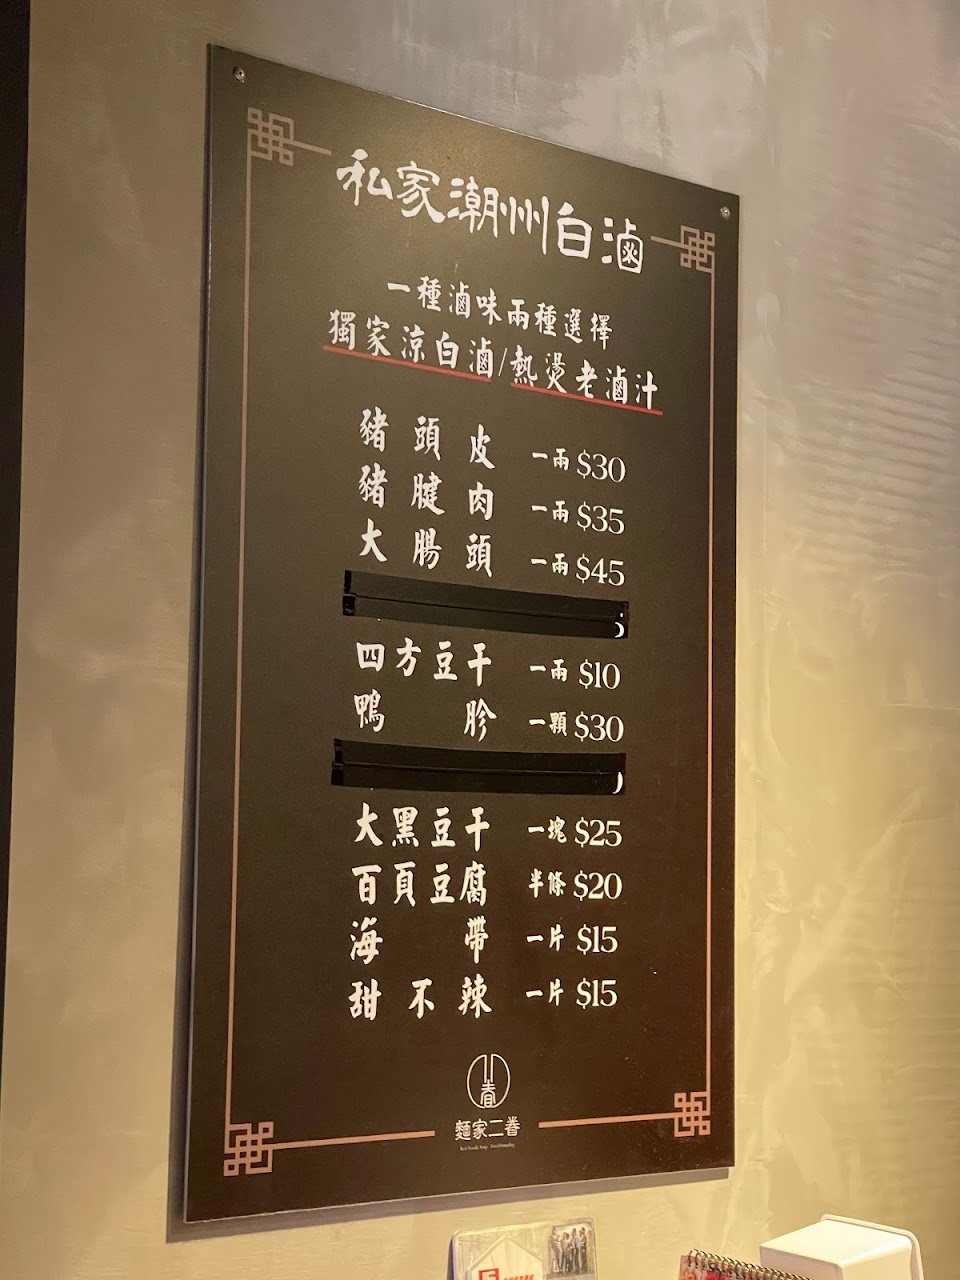 私家潮州白滷
一種滷味兩種選擇
獨家涼白滷/熱燙老滷汁
豬頭皮 一兩 $30
豬腱肉 一兩 $35
大腸頭 一兩 $45
四方豆干 一兩 $10
鴨胗 一顆 $30
大黑豆干 一塊 $25
百頁豆腐 半條 $20
海帶 一片 $15
甜不辣 一片 $15
麵家二眷